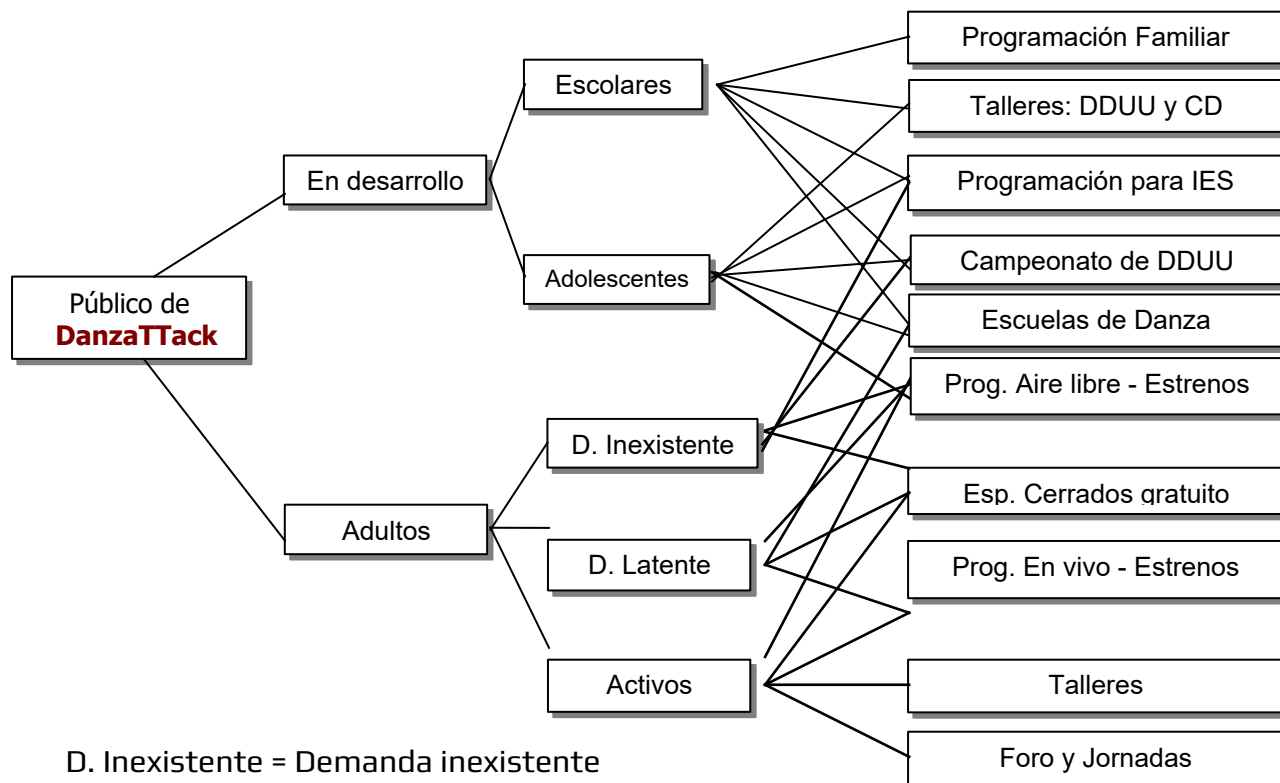 Público de
DanzaTTack
En desarrollo
Adultos
Escolares
Adolescentes
D. Inexistente
D. Latente
Activos
Programación Familiar
Talleres: DDUU y CD
Programación para IES
Campeonato de DDUU
Escuelas de Danza
Prog. Aire libre - Estrenos
Esp. Cerrados gratuito
Prog. En vivo - Estrenos
Talleres
Foro y Jornadas
D. Inexistente = Demanda inexistente